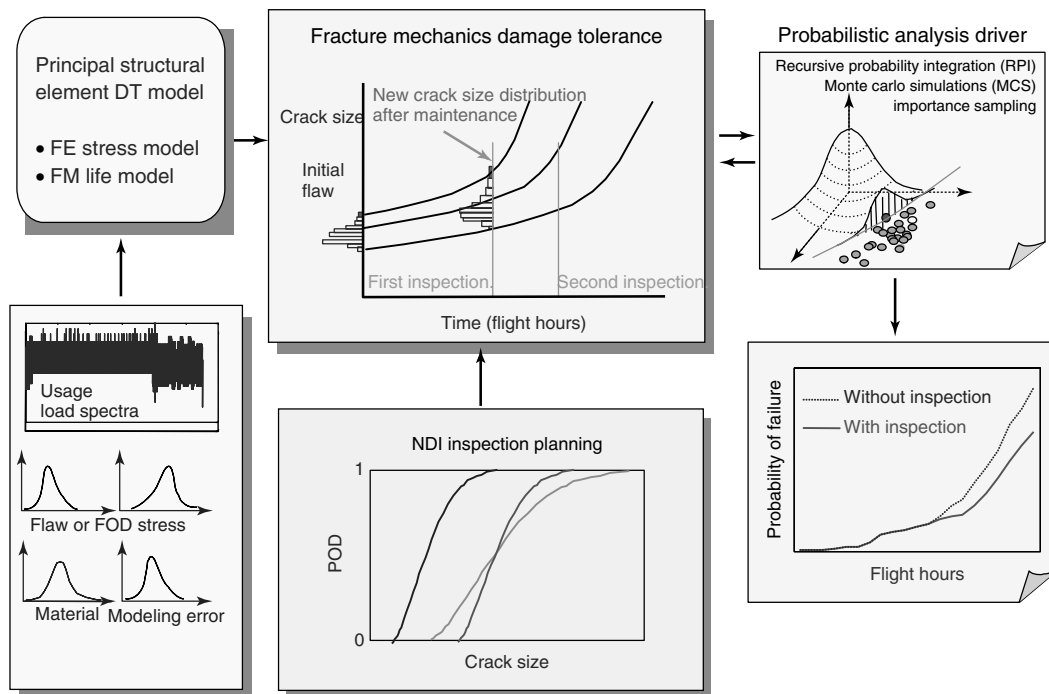 Principal structural
element DT model
• FE stress model
• FM life model
Fracture mechanics damage tolerance
New crack size distribution
after maintenance
Crack size
Initial
flaw
First inspection.
Second inspection.
Time (flight hours)
Probabilistic analysis driver
Recursive probability integration (RPI)
Monte carlo simulations (MCS)
importance sampling
Usage
load spectra
Flaw or FOD stress
Material
Modeling error
NDI inspection planning
1
POD
0
Crack size
Without inspection
With inspection
Probability of failure
Flight hours